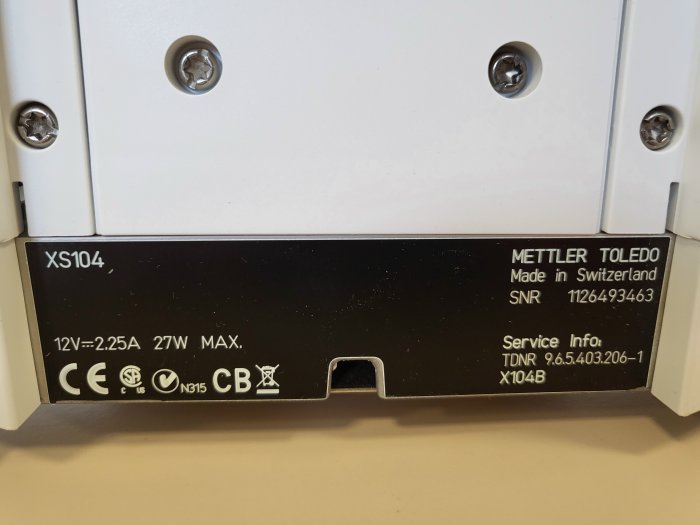 XS104
METTLER TOLEDO
Made in Switzerland
SNR 1126493463
12V⎓2.25A 27W MAX.
Service Info:
TDNR 9.6.5.403.206-1
X104B
CE
C US
N315
CB